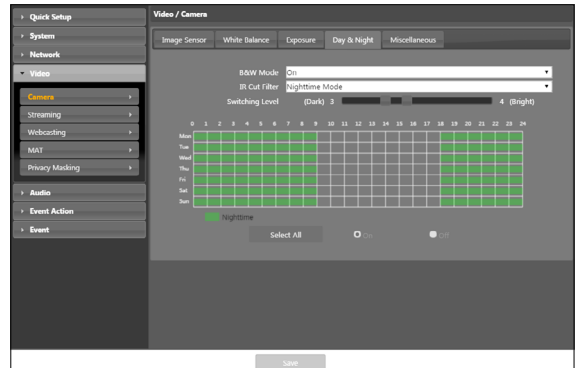 Quick Setup
System
Network
Video
Camera
Streaming
Webcasting
MAT
Privacy Masking
Audio
Event Action
Event
Video / Camera
Image Sensor White Balance Exposure Day & Night Miscellaneous
B&W Mode On
IR Cut Filter Nighttime Mode
Switching Level (Dark) 3 4 (Bright)
0 1 2 3 4 5 6 7 8 9 10 11 12 13 14 15 16 17 18 19 20 21 22 23 24
Mon
Tue
Wed
Thu
Fri
Sat
Sun
Nighttime
Select All On Off
Save